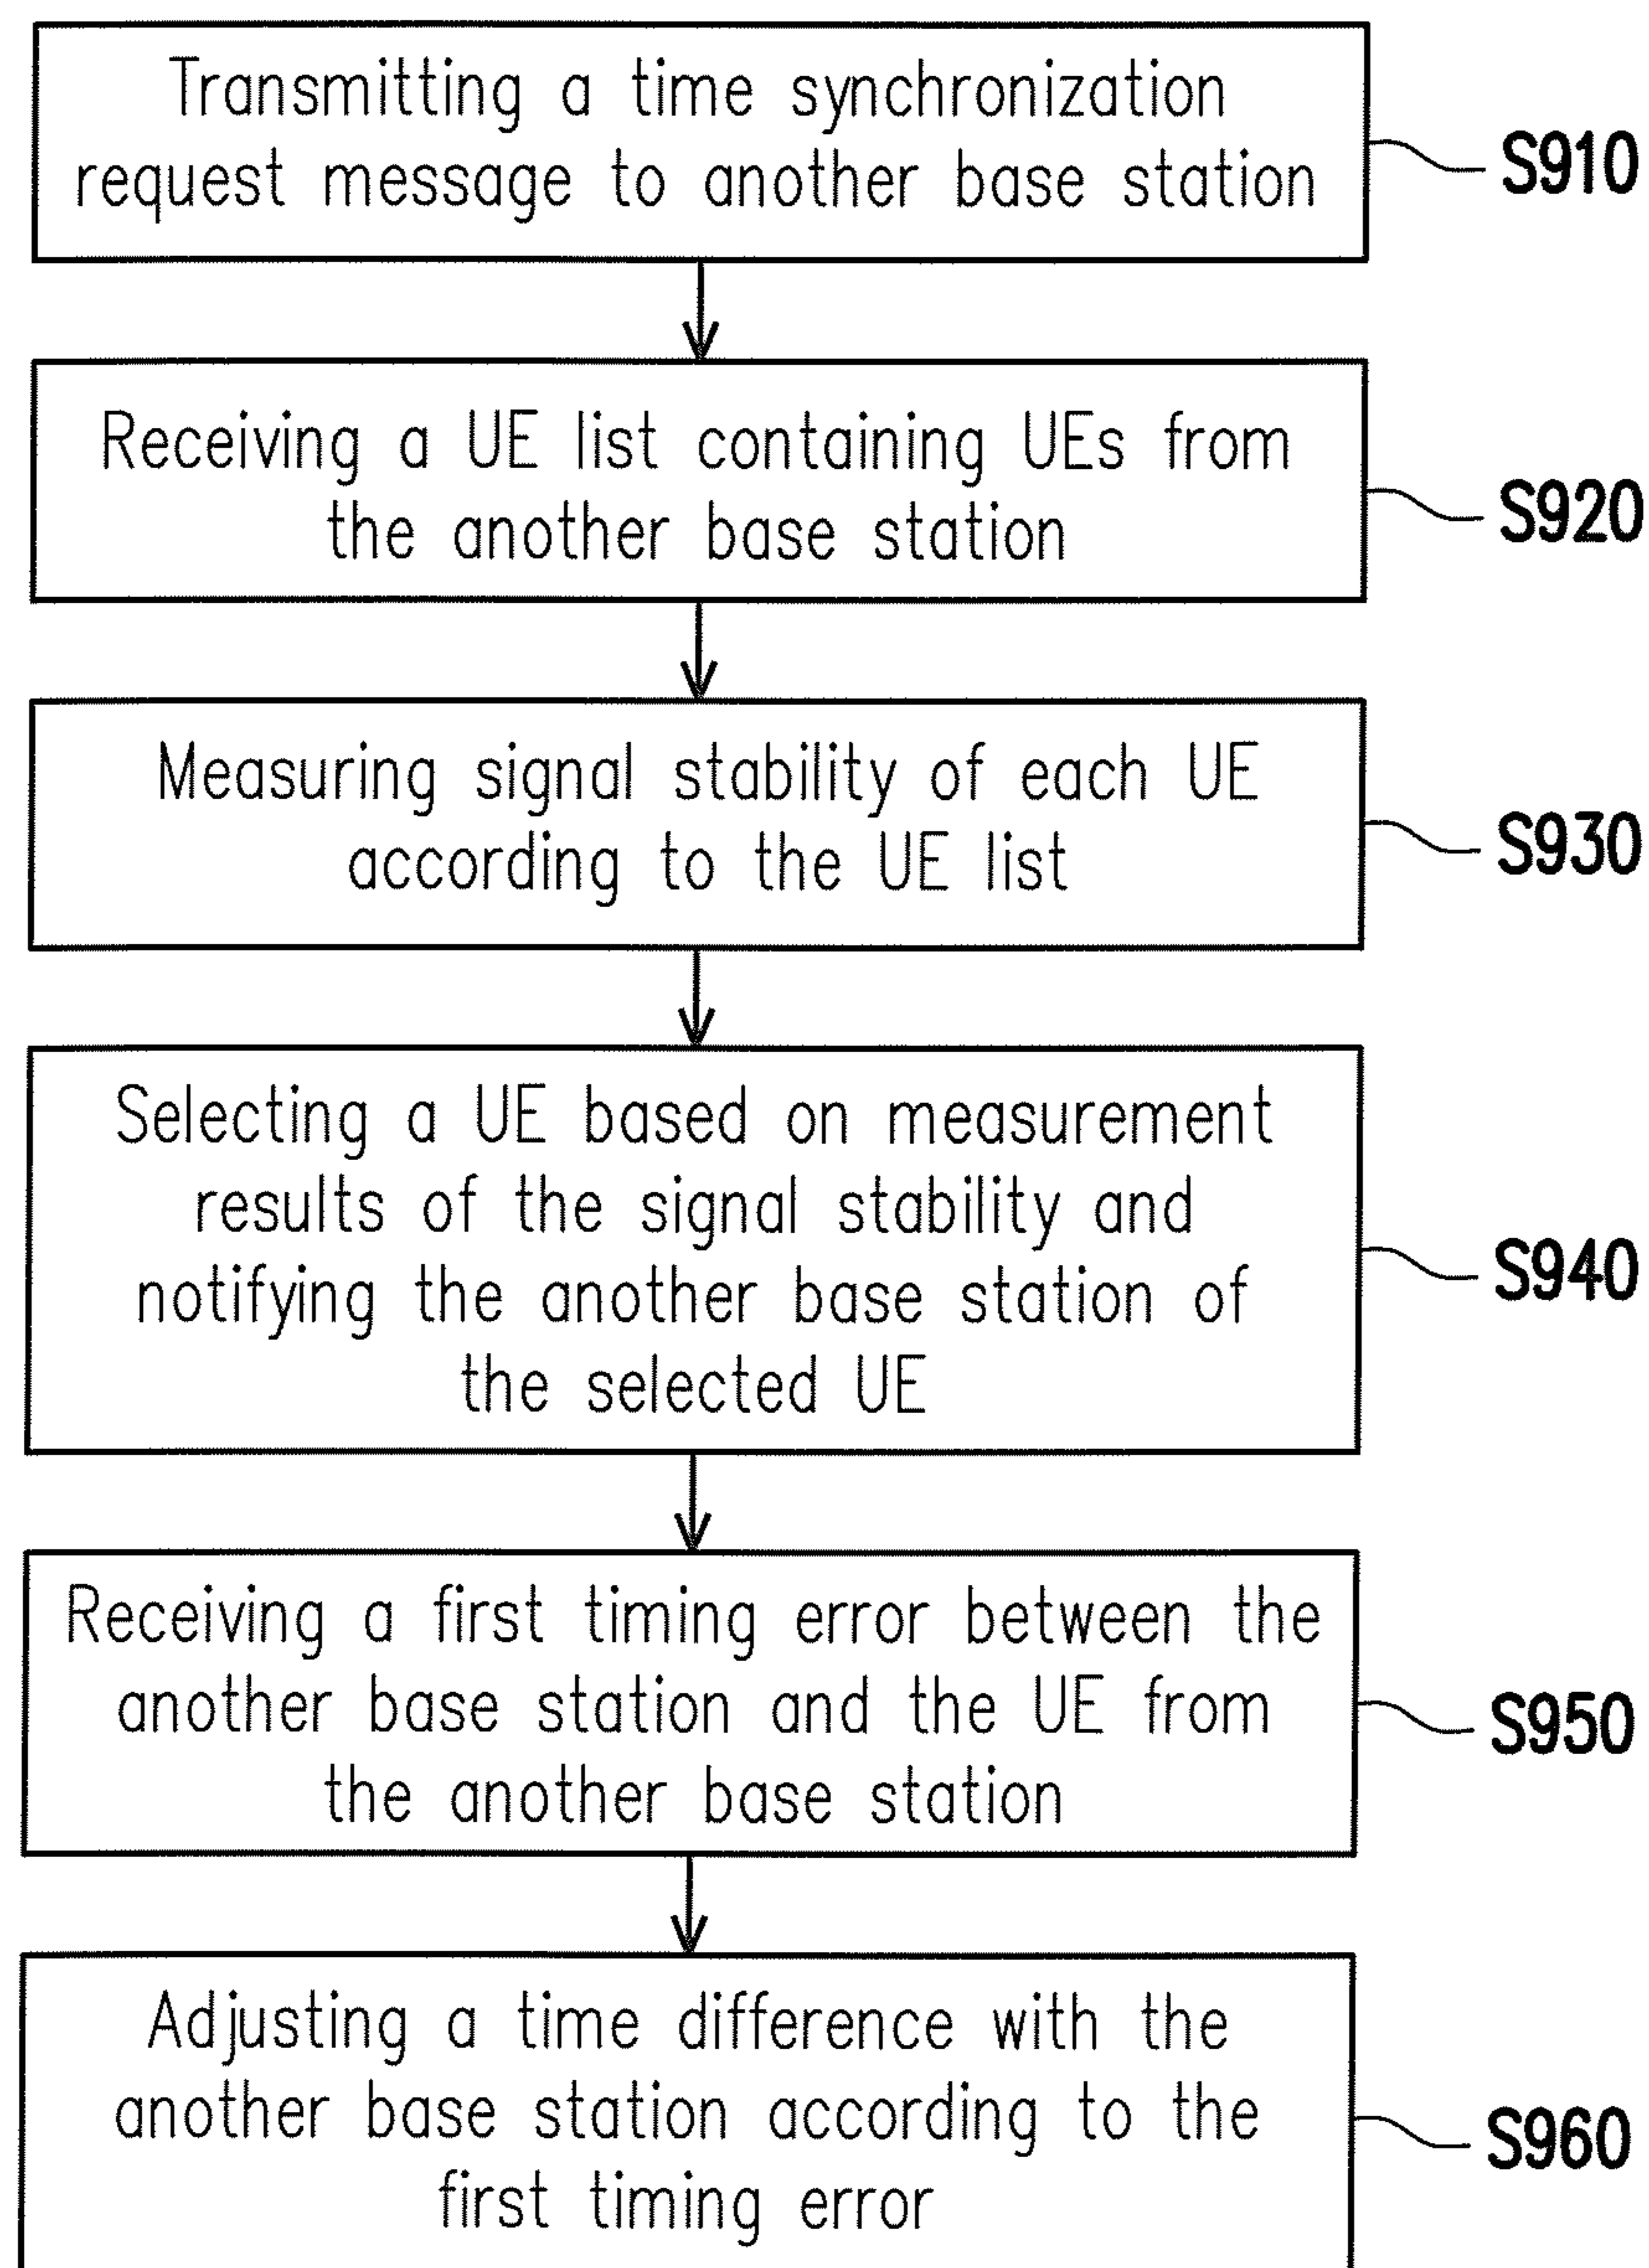 Transmitting a time synchronization
request message to another base station
S910
Receiving a UE list containing UEs from
the another base station
S920
Measuring signal stability of each UE
according to the UE list
S930
Selecting a UE based on measurement
results of the signal stability and
notifying the another base station of
the selected UE
S940
Receiving a first timing error between the
another base station and the UE from
the another base station
S950
Adjusting a time difference with the
another base station according to the
first timing error
S960